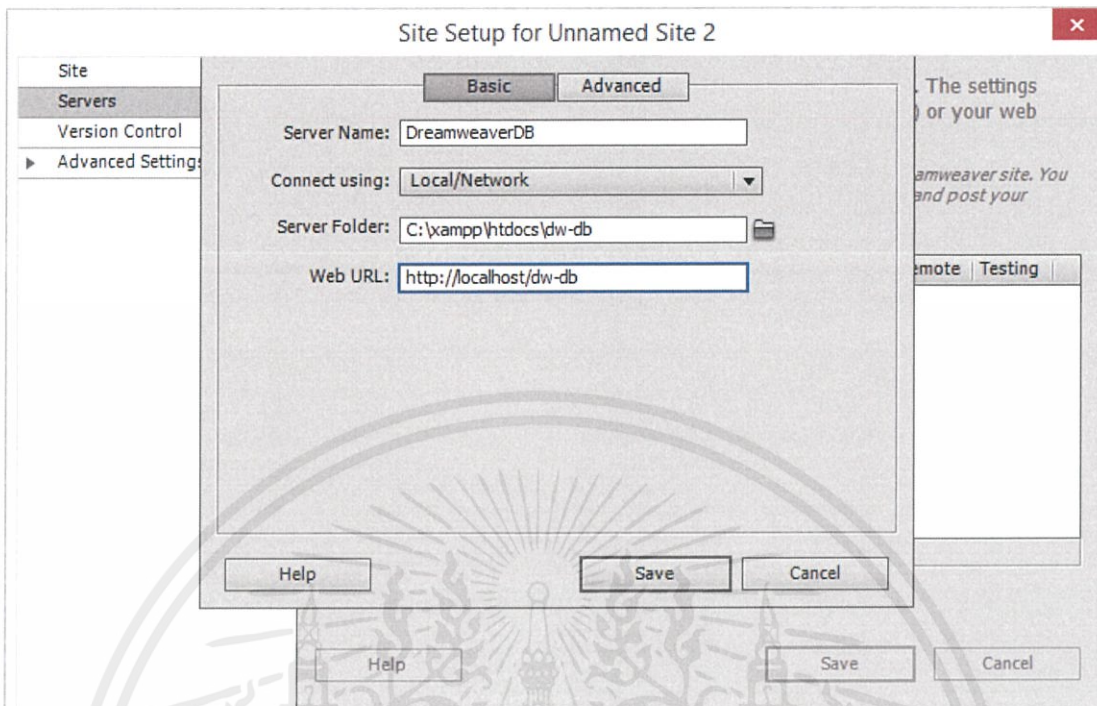 Site Setup for Unnamed Site 2
Site
Servers
Version Control
Advanced Settings
Basic
Advanced
Server Name:
DreamweaverDB
Connect using:
Local/Network
Server Folder:
C:\xampp\htdocs\dw-db
Web URL:
http://localhost/dw-db
Help
Save
Cancel
. The settings
) or your web
amweaver site. You
and post your
emote
Testing
Help
Save
Cancel